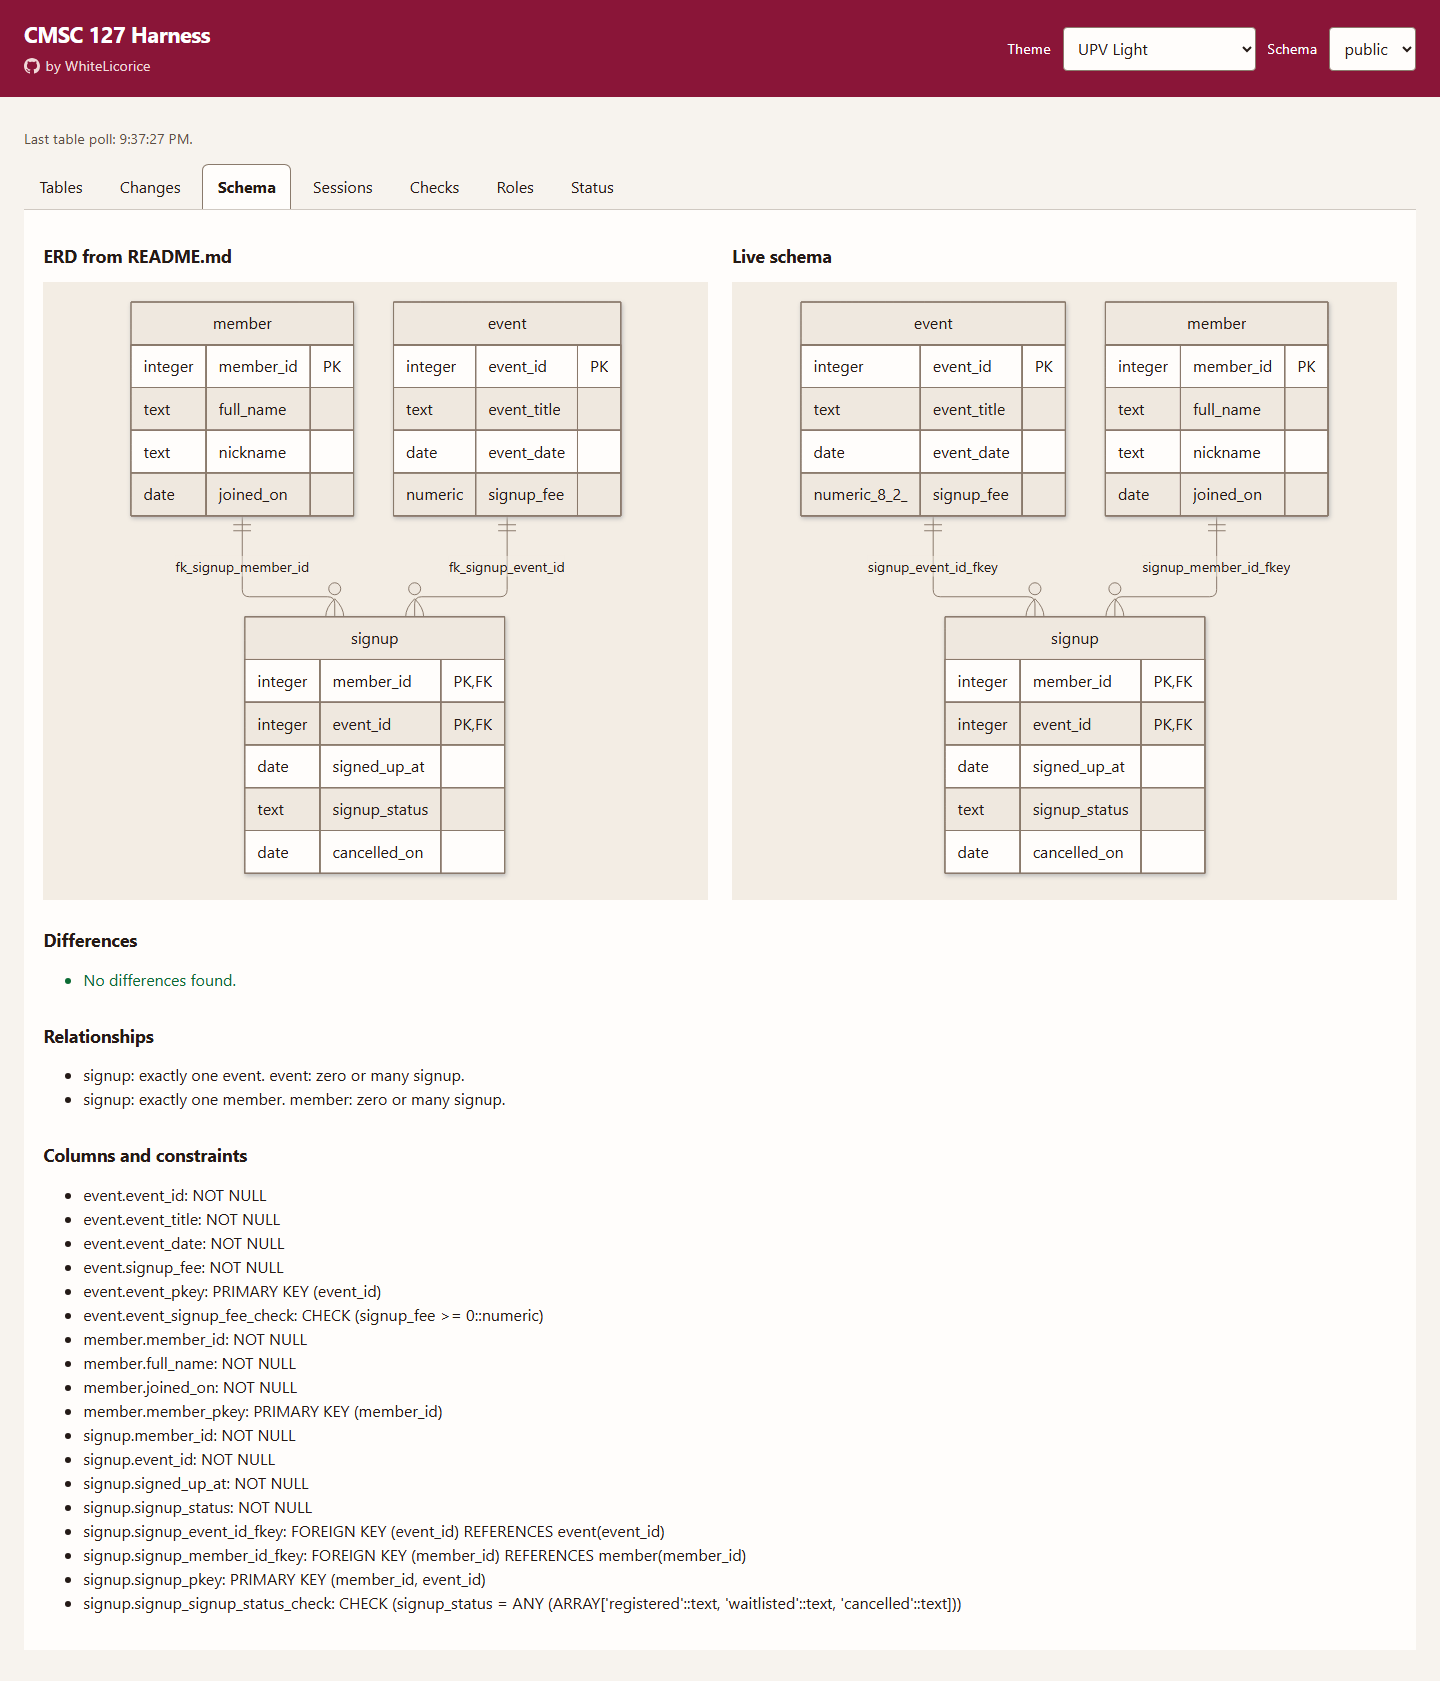 CMSC 127 Harness
by WhiteLicorice
Theme
UPV Light
Schema
public
Last table poll: 9:37:27 PM.
Tables
Changes
Schema
Sessions
Checks
Roles
Status
ERD from README.md
member
integer member_id PK
text full_name
text nickname
date joined_on
event
integer event_id PK
text event_title
date event_date
numeric signup_fee
fk_signup_member_id
fk_signup_event_id
signup
integer member_id PK,FK
integer event_id PK,FK
date signed_up_at
text signup_status
date cancelled_on
Live schema
event
integer event_id PK
text event_title
date event_date
numeric_8_2_ signup_fee
member
integer member_id PK
text full_name
text nickname
date joined_on
signup_event_id_fkey
signup_member_id_fkey
signup
integer member_id PK,FK
integer event_id PK,FK
date signed_up_at
text signup_status
date cancelled_on
Differences
No differences found.
Relationships
signup: exactly one event. event: zero or many signup.
signup: exactly one member. member: zero or many signup.
Columns and constraints
event.event_id: NOT NULL
event.event_title: NOT NULL
event.event_date: NOT NULL
event.signup_fee: NOT NULL
event.event_pkey: PRIMARY KEY (event_id)
event.event_signup_fee_check: CHECK (signup_fee >= 0::numeric)
member.member_id: NOT NULL
member.full_name: NOT NULL
member.joined_on: NOT NULL
member.member_pkey: PRIMARY KEY (member_id)
signup.member_id: NOT NULL
signup.event_id: NOT NULL
signup.signed_up_at: NOT NULL
signup.signup_status: NOT NULL
signup.signup_event_id_fkey: FOREIGN KEY (event_id) REFERENCES event(event_id)
signup.signup_member_id_fkey: FOREIGN KEY (member_id) REFERENCES member(member_id)
signup.signup_pkey: PRIMARY KEY (member_id, event_id)
signup.signup_signup_status_check: CHECK (signup_status = ANY (ARRAY['registered'::text, 'waitlisted'::text, 'cancelled'::text]))